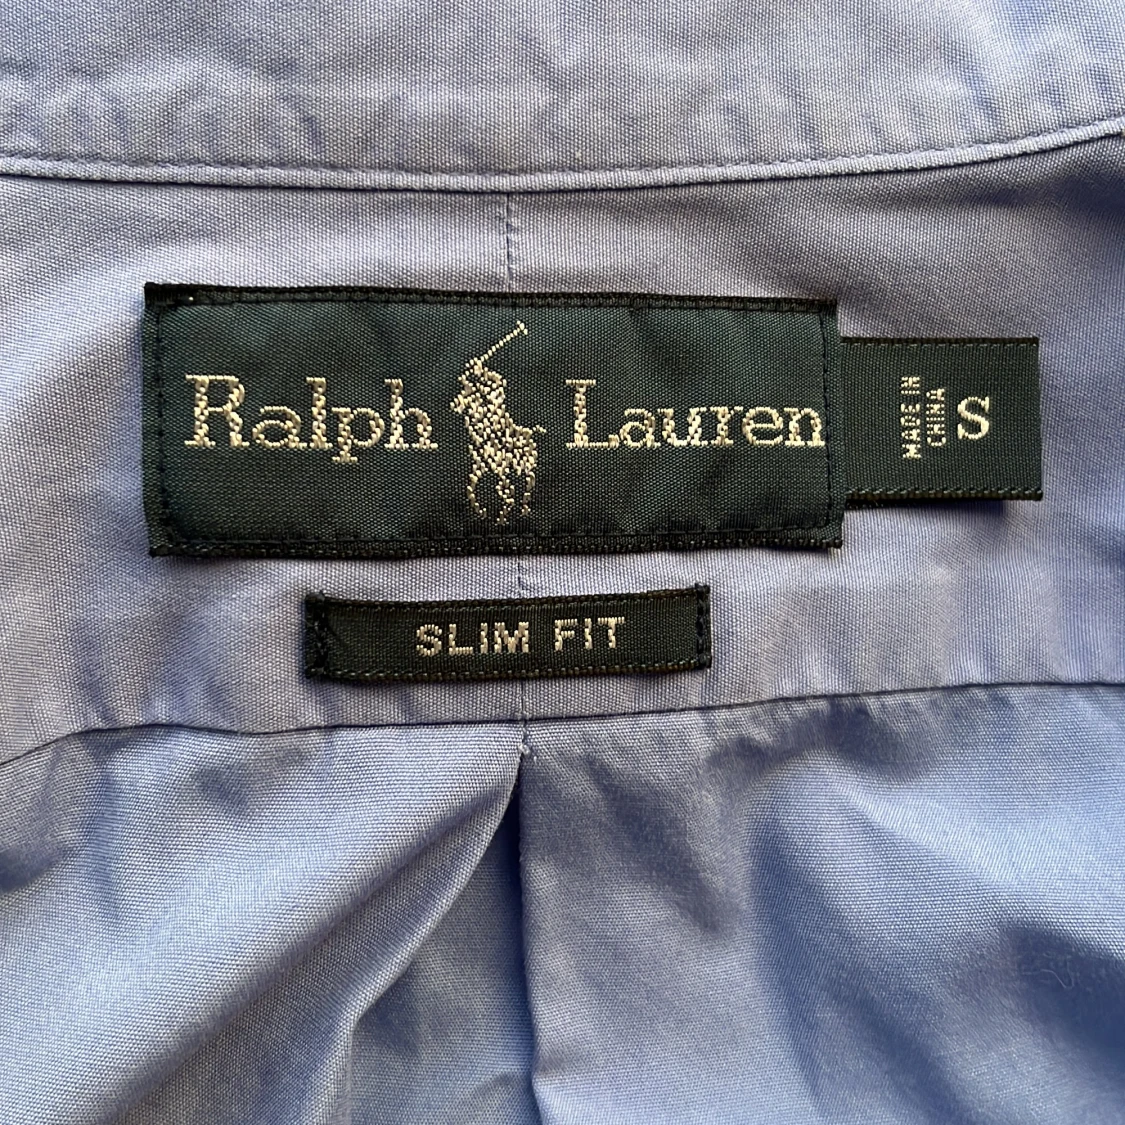 Ralph Lauren
MADE IN
CHINA
S
SLIM FIT